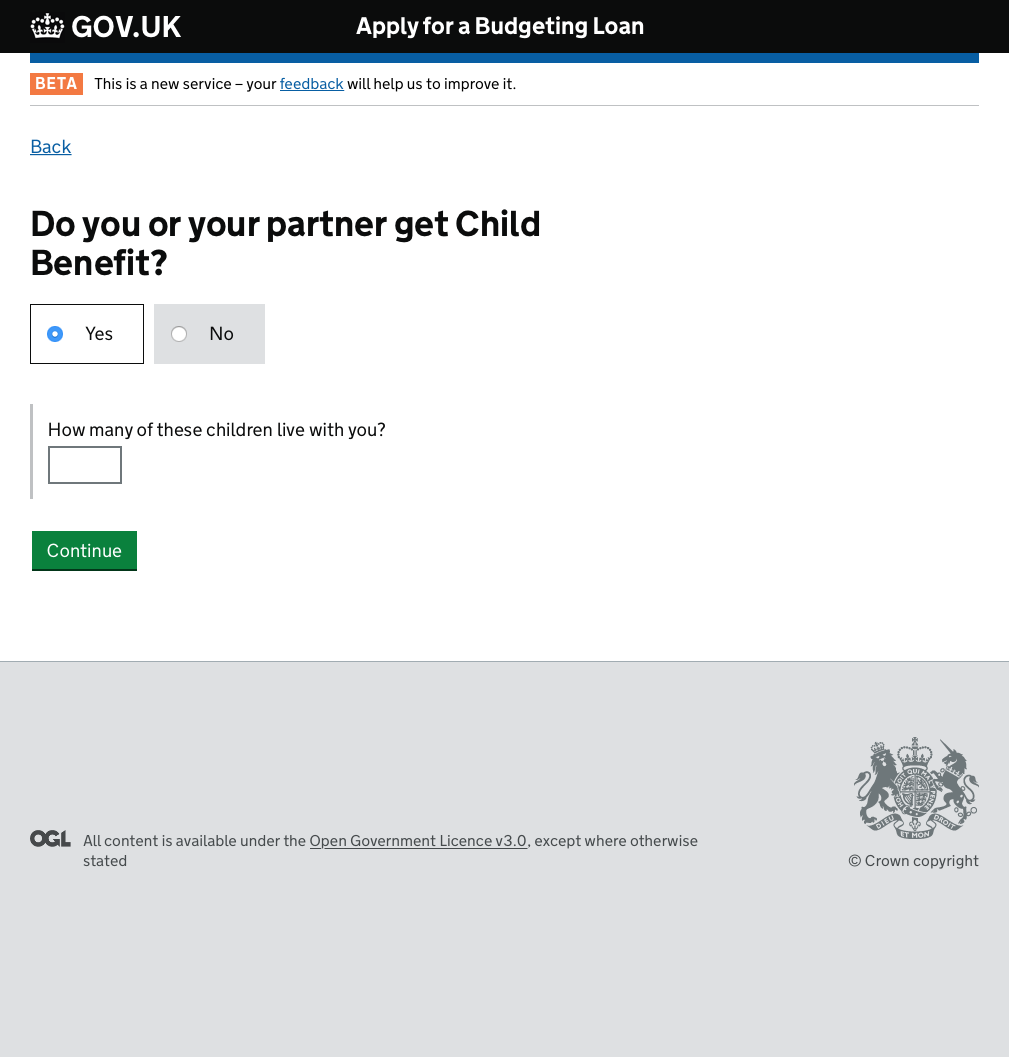 GOV.UK Apply for a Budgeting Loan
BETA This is a new service – your feedback will help us to improve it.
Back
Do you or your partner get Child
Benefit?
Yes No
How many of these children live with you?
Continue
OGL All content is available under the Open Government Licence v3.0, except where otherwise
stated
DIEU ET MON DROIT
© Crown copyright